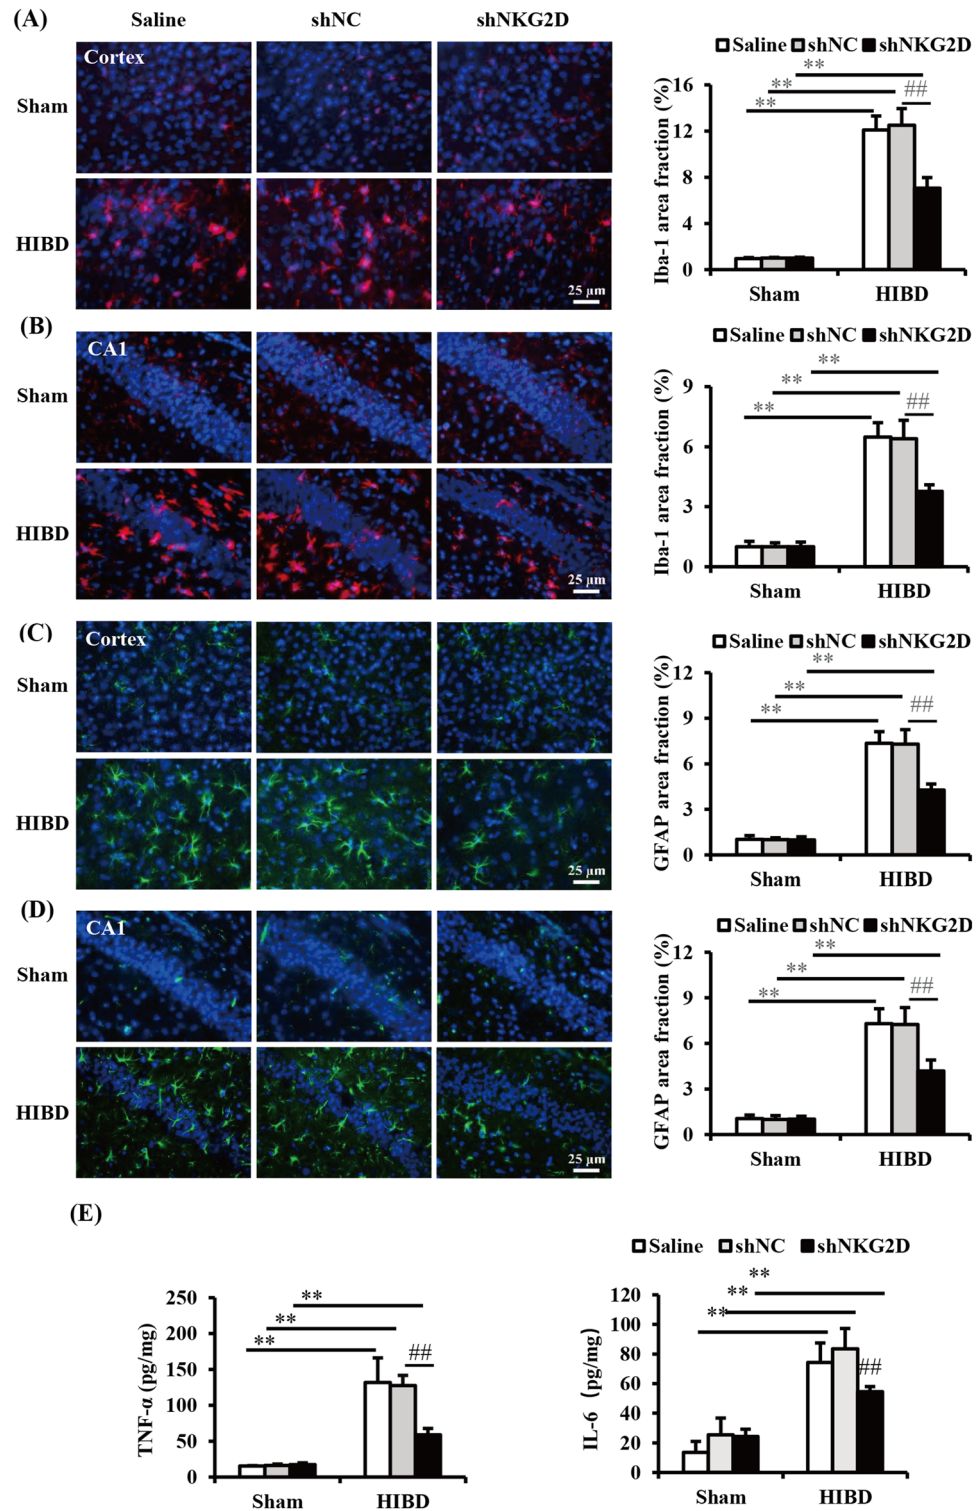 (A)
Saline shNC shNKG2D
Cortex
Sham
HIBD
25 µm
Saline shNC shNKG2D
Iba-1 area fraction (%)
16
12
8
4
0
**
**
**
##
Sham HIBD
(B)
CA1
Sham
HIBD
25 µm
Saline shNC shNKG2D
Iba-1 area fraction (%)
9
6
3
0
**
**
**
##
Sham HIBD
(C)
Cortex
Sham
HIBD
25 µm
Saline shNC shNKG2D
GFAP area fraction (%)
12
9
6
3
0
**
**
**
##
Sham HIBD
(D)
CA1
Sham
HIBD
25 µm
Saline shNC shNKG2D
GFAP area fraction (%)
12
9
6
3
0
**
**
**
##
Sham HIBD
(E)
TNF-α (pg/mg)
250
200
150
100
50
0
**
**
**
##
Sham HIBD
Saline shNC shNKG2D
IL-6 (pg/mg)
120
100
80
60
40
20
0
**
**
**
##
Sham HIBD